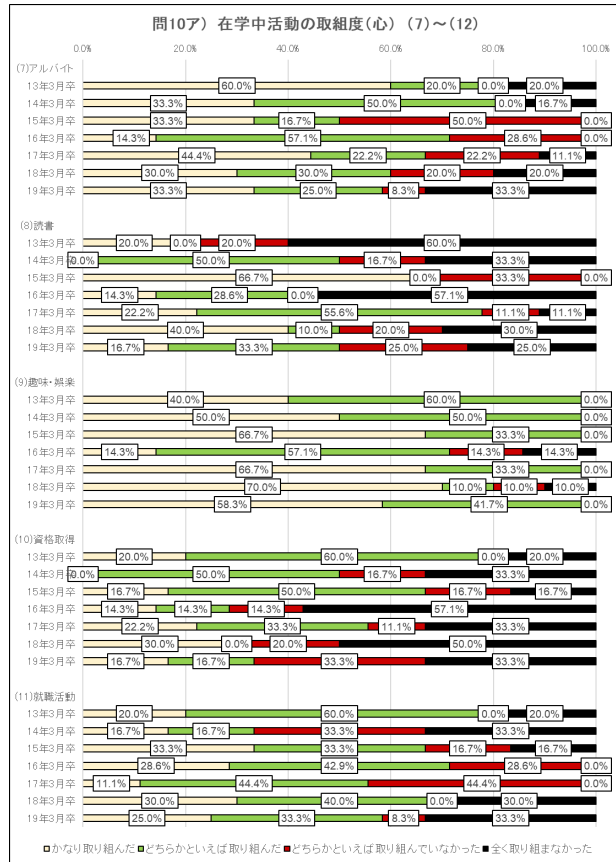 問10ア) 在学中活動の取組度(心) (7)～(12)
0.0% 20.0% 40.0% 60.0% 80.0% 100.0%
(7)アルバイト
13年3月卒 60.0% 20.0% 0.0% 20.0%
14年3月卒 33.3% 50.0% 0.0% 16.7%
15年3月卒 33.3% 16.7% 50.0% 0.0%
16年3月卒 14.3% 57.1% 28.6% 0.0%
17年3月卒 44.4% 22.2% 22.2% 11.1%
18年3月卒 30.0% 30.0% 20.0% 20.0%
19年3月卒 33.3% 25.0% 8.3% 33.3%
(8)読書
13年3月卒 20.0% 0.0% 20.0% 60.0%
14年3月卒 0.0% 50.0% 16.7% 33.3%
15年3月卒 66.7% 0.0% 33.3% 0.0%
16年3月卒 14.3% 28.6% 0.0% 57.1%
17年3月卒 22.2% 55.6% 11.1% 11.1%
18年3月卒 40.0% 10.0% 20.0% 30.0%
19年3月卒 16.7% 33.3% 25.0% 25.0%
(9)趣味・娯楽
13年3月卒 40.0% 60.0% 0.0%
14年3月卒 50.0% 50.0% 0.0%
15年3月卒 66.7% 33.3% 0.0%
16年3月卒 14.3% 57.1% 14.3% 14.3%
17年3月卒 66.7% 33.3% 0.0%
18年3月卒 70.0% 10.0% 10.0% 10.0%
19年3月卒 58.3% 41.7% 0.0%
(10)資格取得
13年3月卒 20.0% 60.0% 0.0% 20.0%
14年3月卒 0.0% 50.0% 16.7% 33.3%
15年3月卒 16.7% 50.0% 16.7% 16.7%
16年3月卒 14.3% 14.3% 14.3% 57.1%
17年3月卒 22.2% 33.3% 11.1% 33.3%
18年3月卒 30.0% 0.0% 20.0% 50.0%
19年3月卒 16.7% 16.7% 33.3% 33.3%
(11)就職活動
13年3月卒 20.0% 60.0% 0.0% 20.0%
14年3月卒 16.7% 16.7% 33.3% 33.3%
15年3月卒 33.3% 33.3% 16.7% 16.7%
16年3月卒 28.6% 42.9% 28.6% 0.0%
17年3月卒 11.1% 44.4% 44.4% 0.0%
18年3月卒 30.0% 40.0% 0.0% 30.0%
19年3月卒 25.0% 33.3% 8.3% 33.3%
かなり取り組んだ どちらかといえば取り組んだ どちらかといえば取り組んでいなかった 全く取り組まなかった